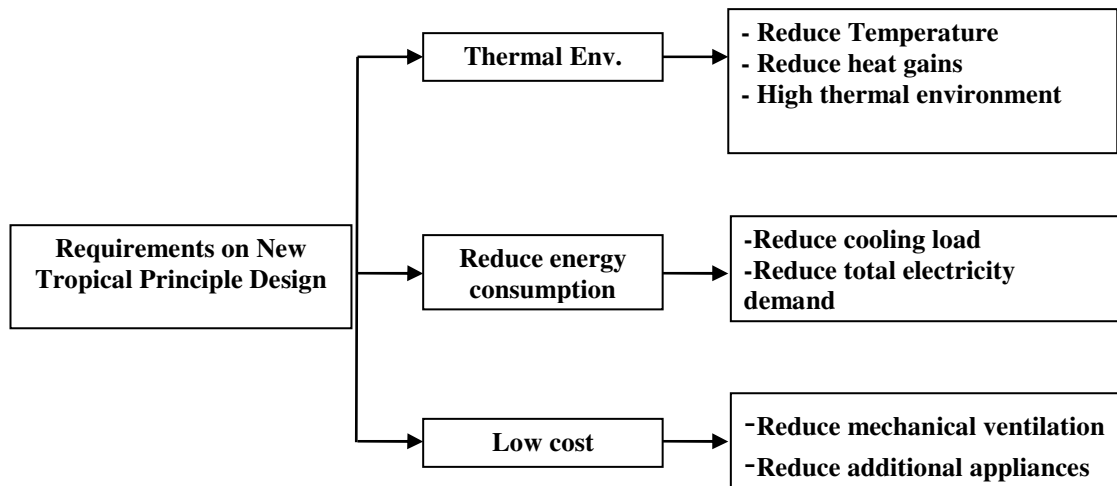 Requirements on New
Tropical Principle Design
Thermal Env.
- Reduce Temperature
- Reduce heat gains
- High thermal environment
Reduce energy
consumption
-Reduce cooling load
-Reduce total electricity
demand
Low cost
-Reduce mechanical ventilation
-Reduce additional appliances